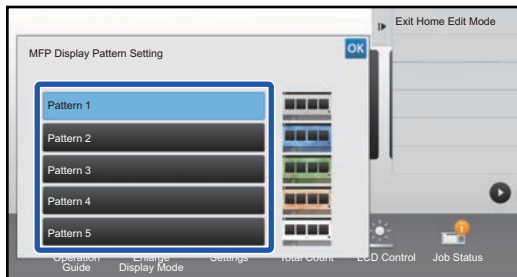 Exit Home Edit Mode
MFP Display Pattern Setting
OK
Pattern 1
Pattern 2
Pattern 3
Pattern 4
Pattern 5
Operation
Guide
Enlarge
Display Mode
Settings
Total Count
LCD Control
Job Status